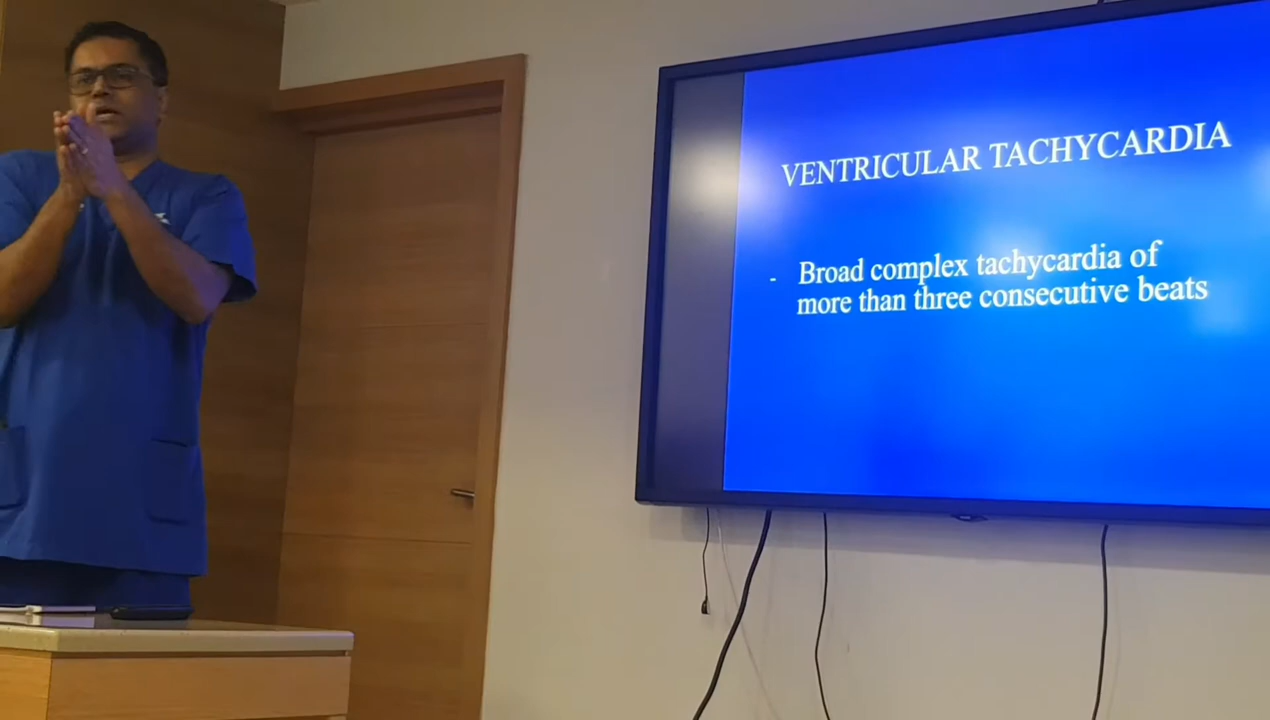 VENTRICULAR TACHYCARDIA
- Broad complex tachycardia of
more than three consecutive beats